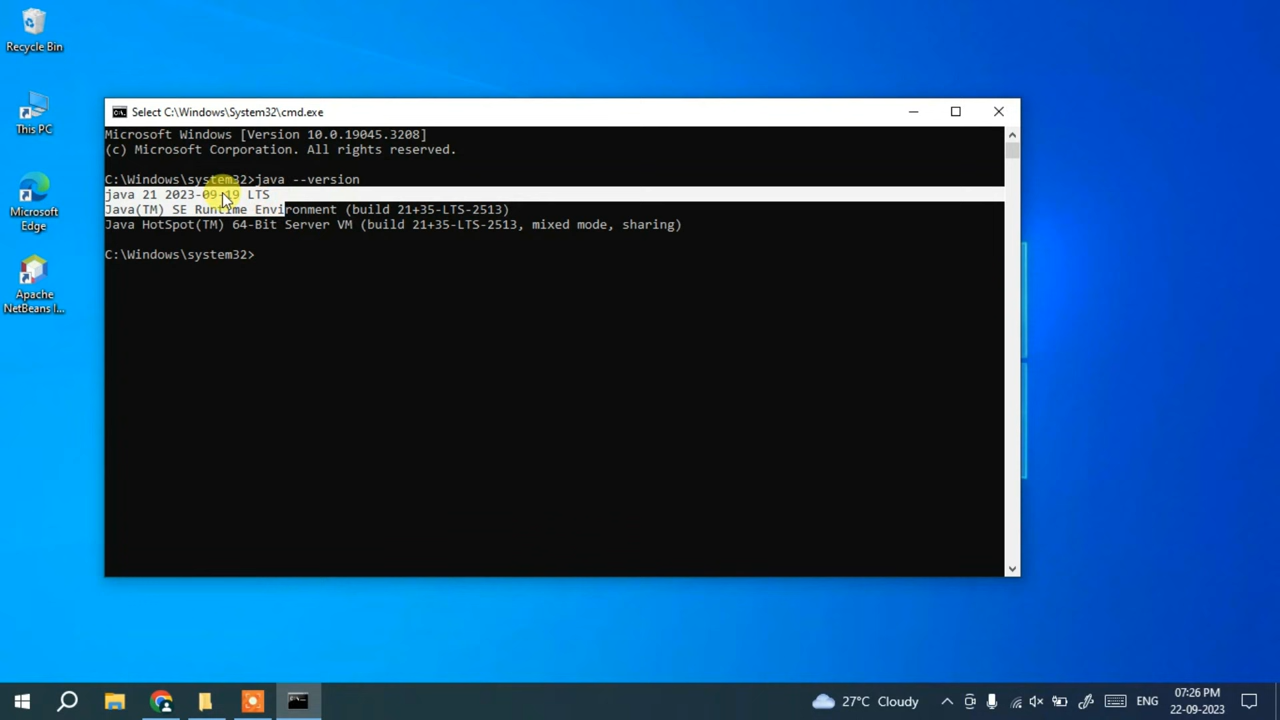 Recycle Bin
This PC
Microsoft
Edge
Apache
NetBeans I...
Select C:\Windows\System32\cmd.exe
Microsoft Windows [Version 10.0.19045.3208]
(c) Microsoft Corporation. All rights reserved.
C:\Windows\system32>java --version
java 21 2023-09-19 LTS
Java(TM) SE Runtime Environment (build 21+35-LTS-2513)
Java HotSpot(TM) 64-Bit Server VM (build 21+35-LTS-2513, mixed mode, sharing)
C:\Windows\system32>
27°C Cloudy
ENG
07:26 PM
22-09-2023